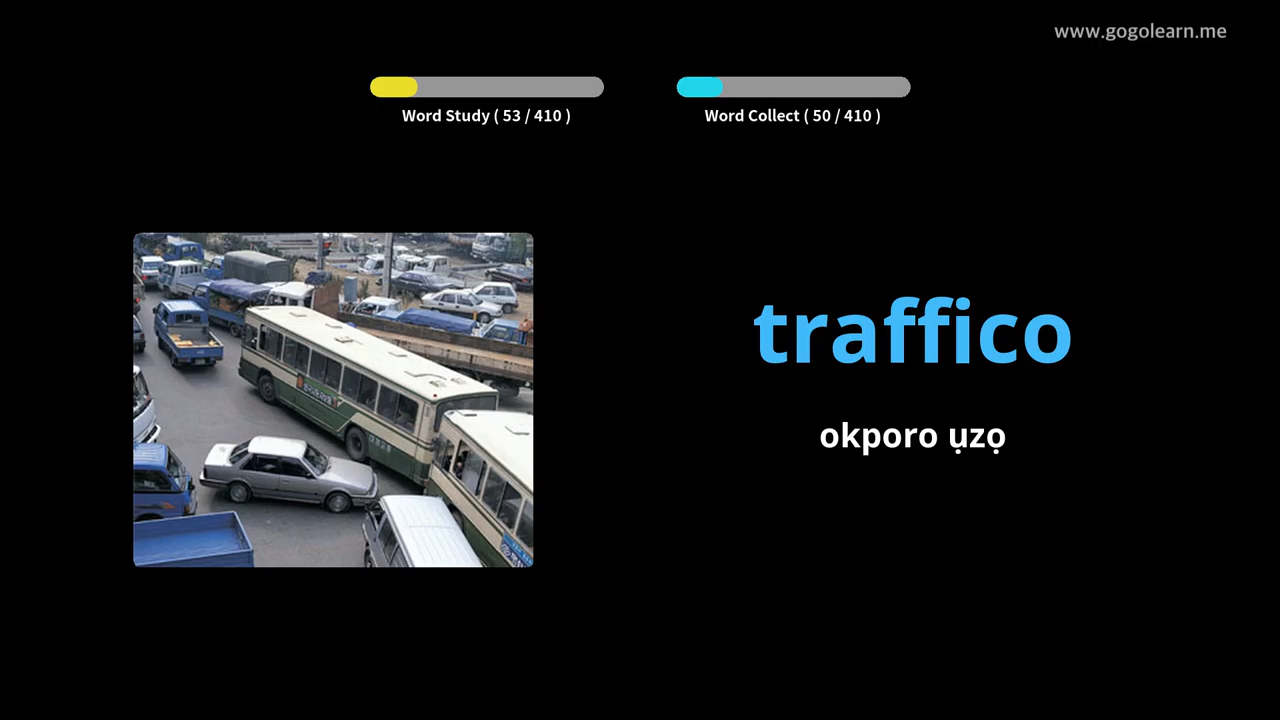 www.gogolearn.me
Word Study ( 53 / 410 )
Word Collect ( 50 / 410 )
traffico
okporo ụzọ